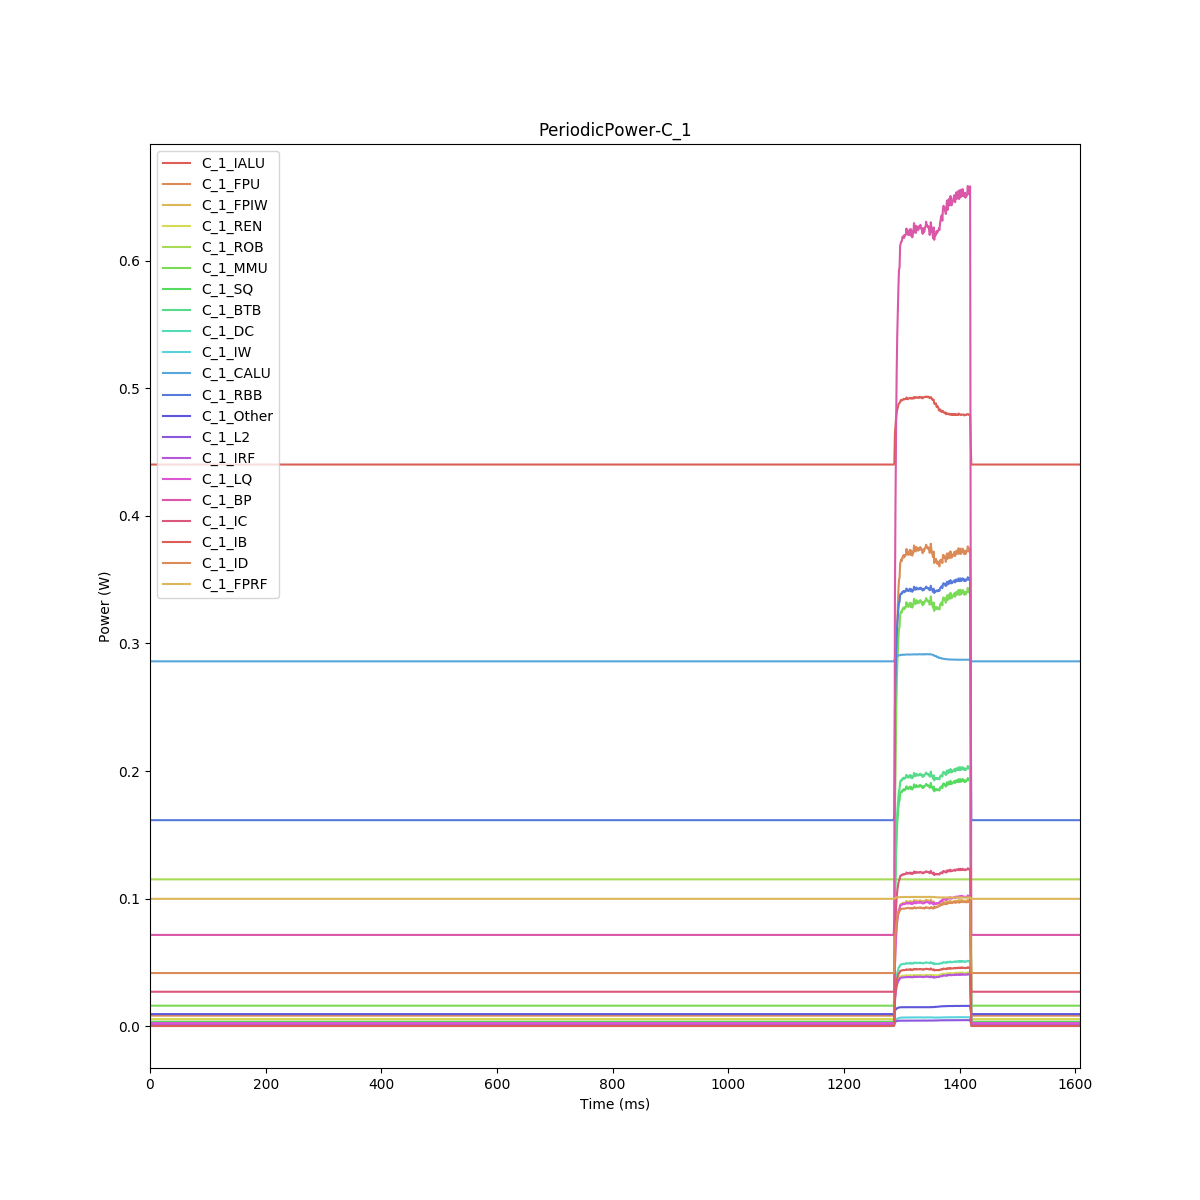 PeriodicPower-C_1
C_1_IALU
C_1_FPU
C_1_FPIW
C_1_REN
C_1_ROB
C_1_MMU
C_1_SQ
C_1_BTB
C_1_DC
C_1_IW
C_1_CALU
C_1_RBB
C_1_Other
C_1_L2
C_1_IRF
C_1_LQ
C_1_BP
C_1_IC
C_1_IB
C_1_ID
C_1_FPRF
0.6
0.5
0.4
0.3
0.2
0.1
0.0
Power (W)
0 200 400 600 800 1000 1200 1400 1600
Time (ms)